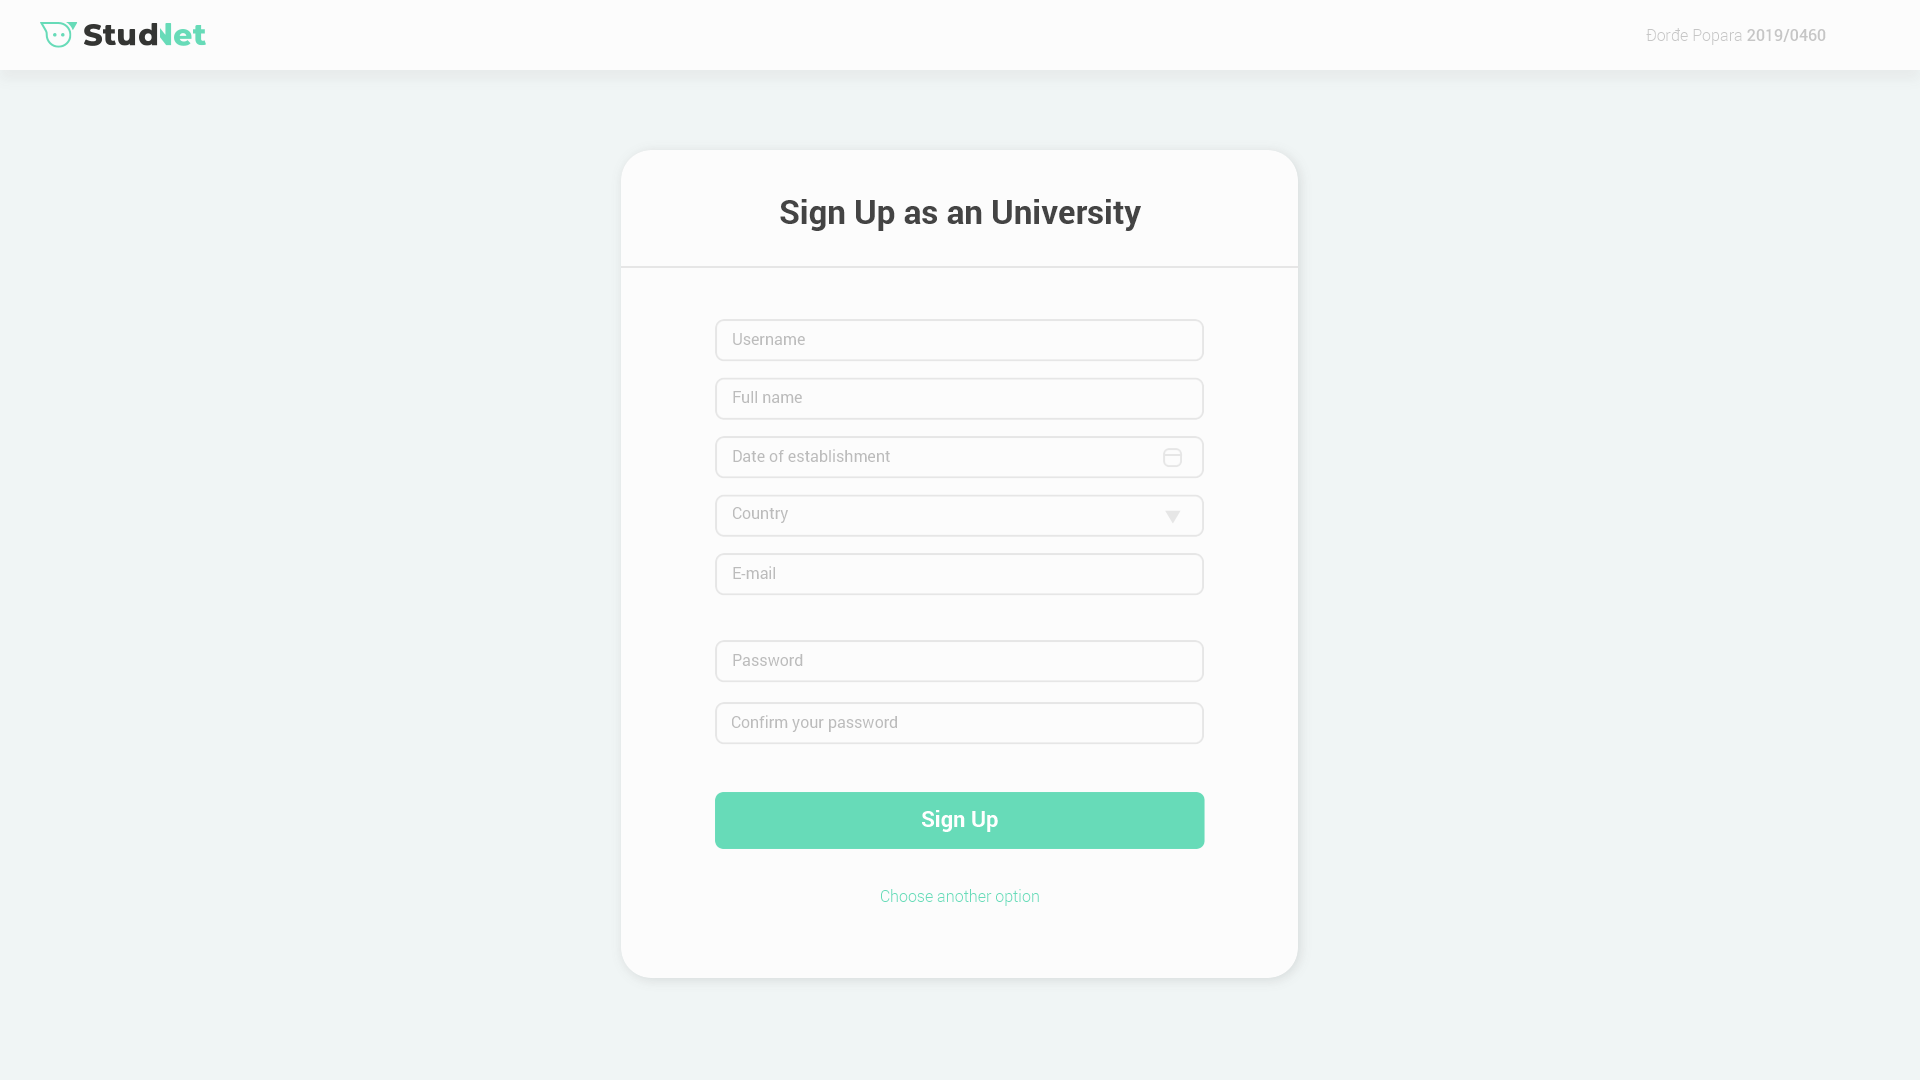 StudNet
Đorđe Popara 2019/0460
Sign Up as an University
Username
Full name
Date of establishment
Country
E-mail
Password
Confirm your password
Sign Up
Choose another option